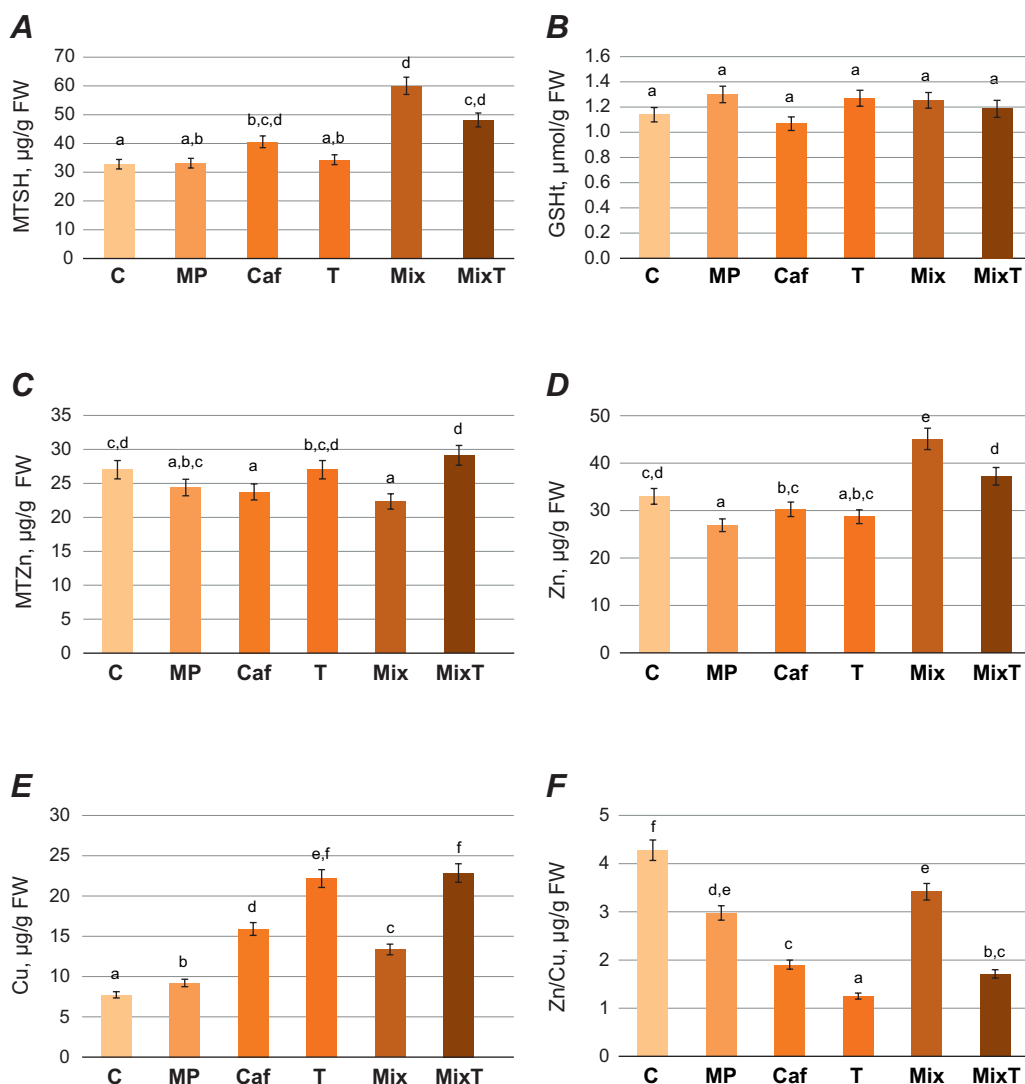 A
MTSH, µg/g FW
70
60
50
40
30
20
10
0
a
a,b
b,c,d
a,b
d
c,d
C MP Caf T Mix MixT
B
GSHt, µmol/g FW
1.6
1.4
1.2
1.0
0.8
0.6
0.4
0.2
0.0
a
a
a
a
a
a
C MP Caf T Mix MixT
C
MTZn, µg/g FW
35
30
25
20
15
10
5
0
c,d
a,b,c
a
b,c,d
a
d
C MP Caf T Mix MixT
D
Zn, µg/g FW
50
40
30
20
10
0
c,d
a
b,c
a,b,c
e
d
C MP Caf T Mix MixT
E
Cu, µg/g FW
30
25
20
15
10
5
0
a
b
d
e,f
c
f
C MP Caf T Mix MixT
F
Zn/Cu, µg/g FW
5
4
3
2
1
0
f
d,e
c
a
e
b,c
C MP Caf T Mix MixT